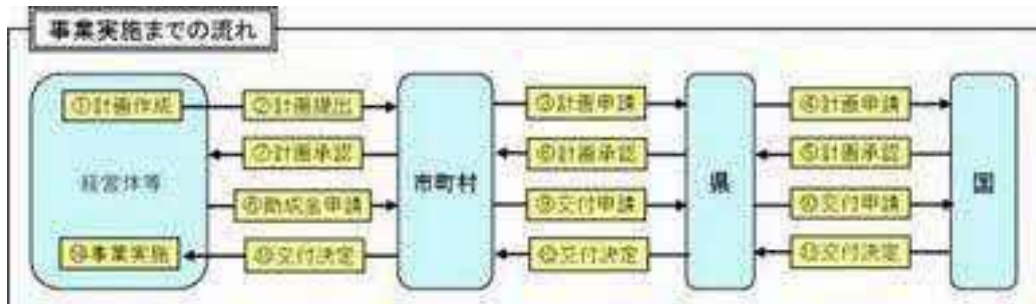 事業実施までの流れ
①計画作成 ②計画提出 ③計画申請 ④計画申請
⑦計画承認 ⑥計画承認 ⑤計画承認
経営体等 市町村 県 国
⑧助成金申請 ⑨交付申請 ⑩交付申請
⑭事業実施 ⑬交付決定 ⑫交付決定 ⑪交付決定